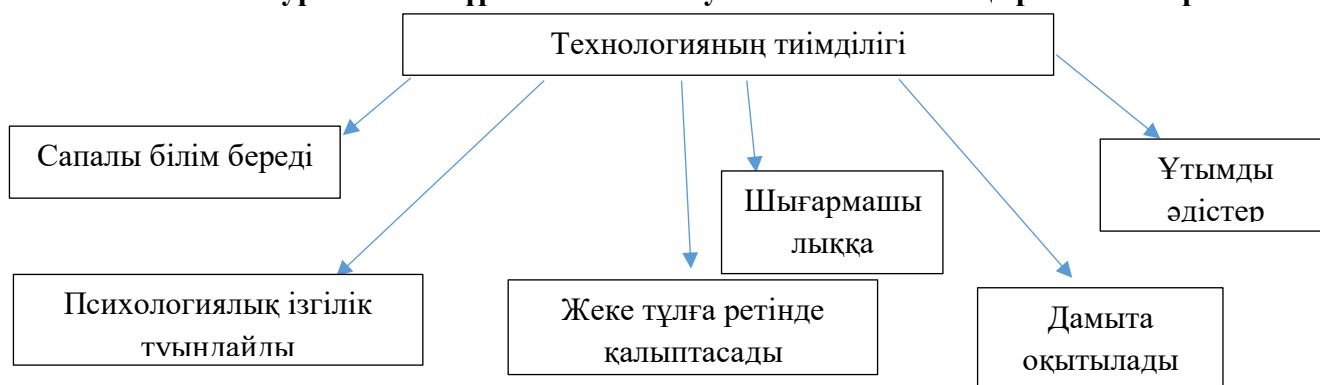 Технологияның тиімділігі
Сапалы білім береді
Ұтымды
әдістер
Шығармашы
лыққа
Психологиялық ізгілік
туындайды
Жеке тұлға ретінде
қалыптасады
Дамыта
оқытылады